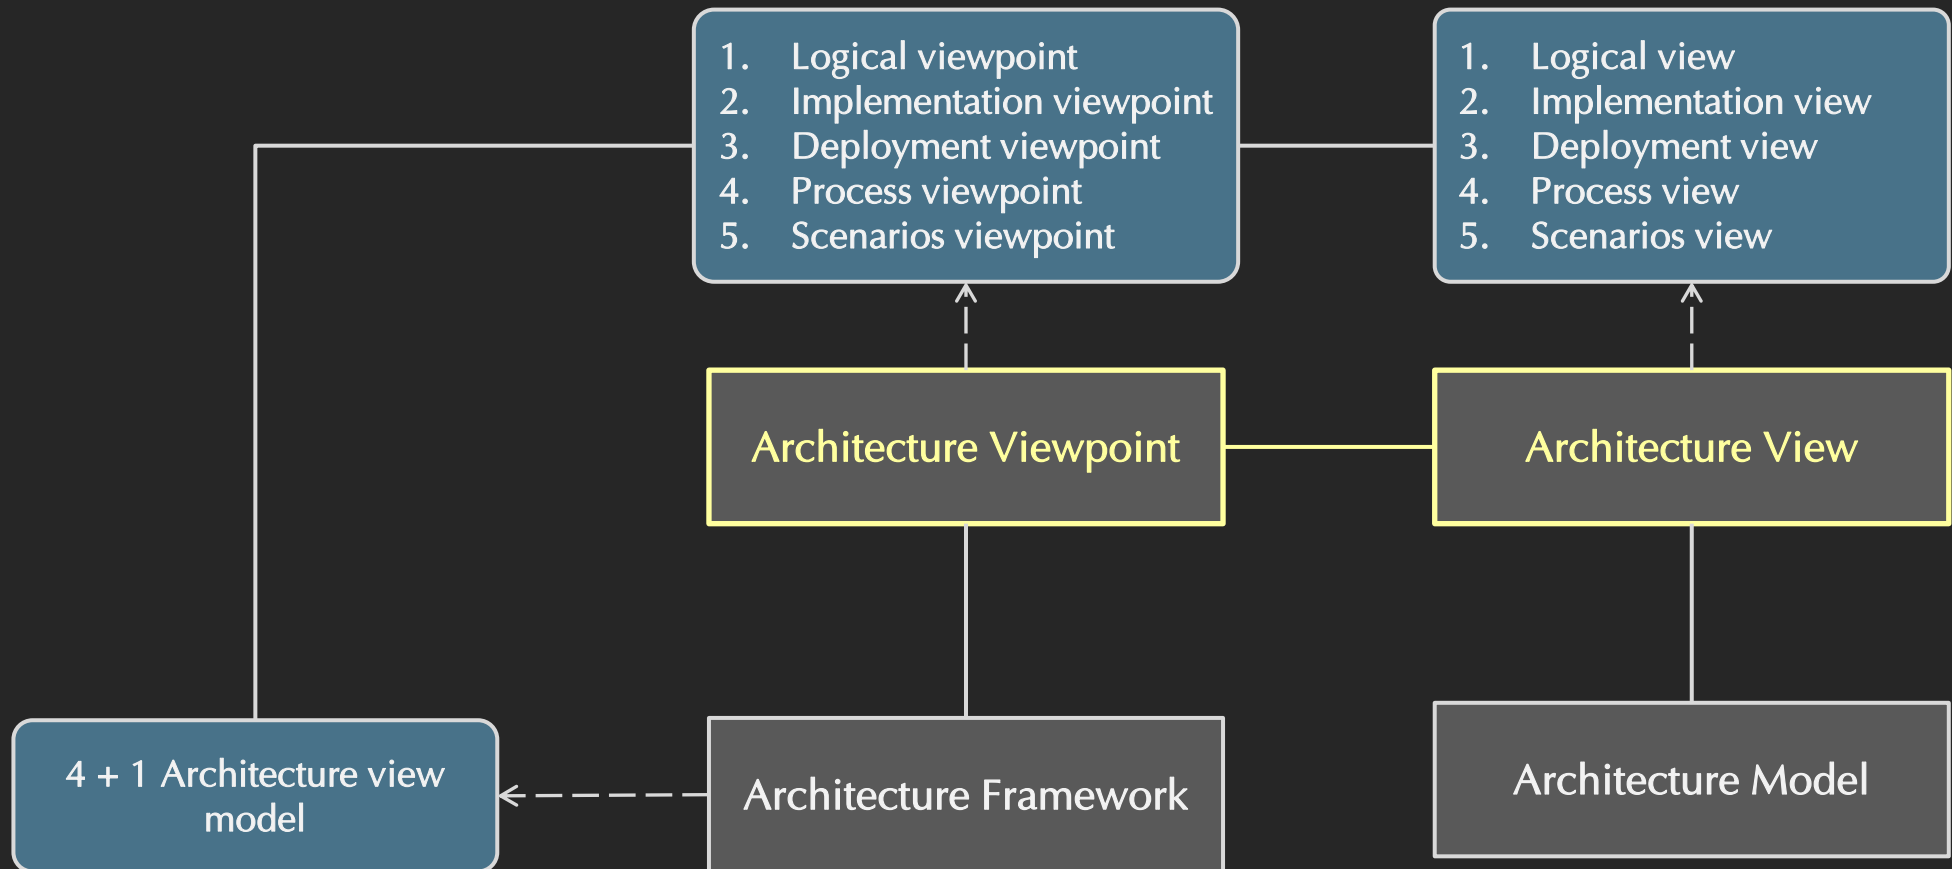 1. Logical viewpoint
2. Implementation viewpoint
3. Deployment viewpoint
4. Process viewpoint
5. Scenarios viewpoint
1. Logical view
2. Implementation view
3. Deployment view
4. Process view
5. Scenarios view
Architecture Viewpoint
Architecture View
4 + 1 Architecture view
model
Architecture Framework
Architecture Model